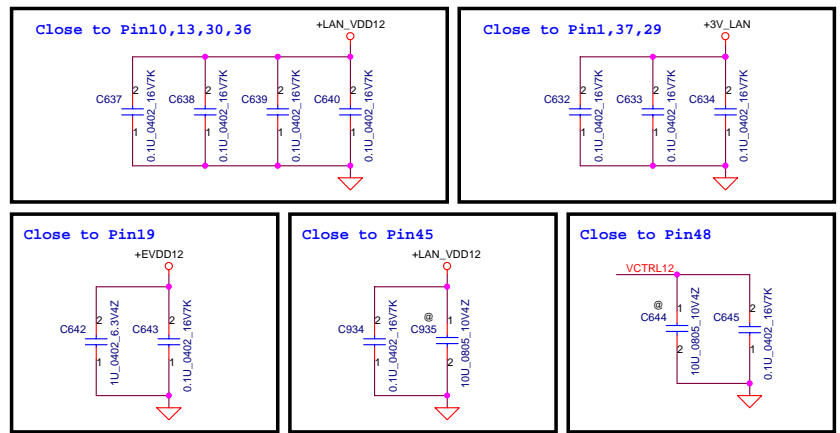 Close to Pin10,13,30,36
+LAN_VDD12
C637
2
1
0.1U_0402_16V7K
C638
2
1
0.1U_0402_16V7K
C639
2
1
0.1U_0402_16V7K
C640
2
1
0.1U_0402_16V7K
Close to Pin1,37,29
+3V_LAN
C632
2
1
0.1U_0402_16V7K
C633
2
1
0.1U_0402_16V7K
C634
2
1
0.1U_0402_16V7K
Close to Pin19
+EVDD12
C642
2
1
1U_0402_6.3V4Z
C643
2
1
0.1U_0402_16V7K
Close to Pin45
+LAN_VDD12
C934
2
1
0.1U_0402_16V7K
@
C935
1
2
10U_0805_10V4Z
Close to Pin48
VCTRL12
@
C644
1
2
10U_0805_10V4Z
C645
2
1
0.1U_0402_16V7K